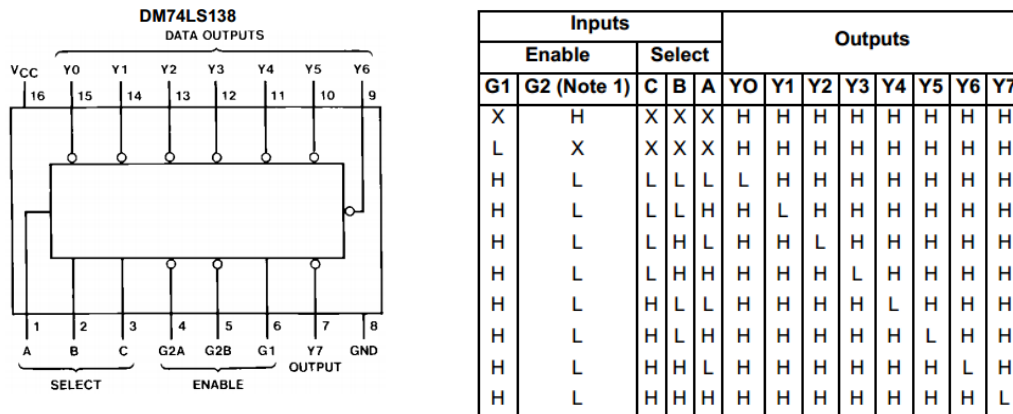 DM74LS138
DATA OUTPUTS
VCC Y0 Y1 Y2 Y3 Y4 Y5 Y6
16 15 14 13 12 11 10 9
1 2 3 4 5 6 7 8
A B C G2A G2B G1 Y7 GND
OUTPUT
SELECT ENABLE
Inputs Outputs
Enable Select
G1 G2 (Note 1) C B A YO Y1 Y2 Y3 Y4 Y5 Y6 Y7
X H X X X H H H H H H H H
L X X X X H H H H H H H H
H L L L L L H H H H H H H
H L L L H H L H H H H H H
H L L H L H H L H H H H H
H L L H H H H H L H H H H
H L H L L H H H H L H H H
H L H L H H H H H H L H H
H L H H L H H H H H H L H
H L H H H H H H H H H H L